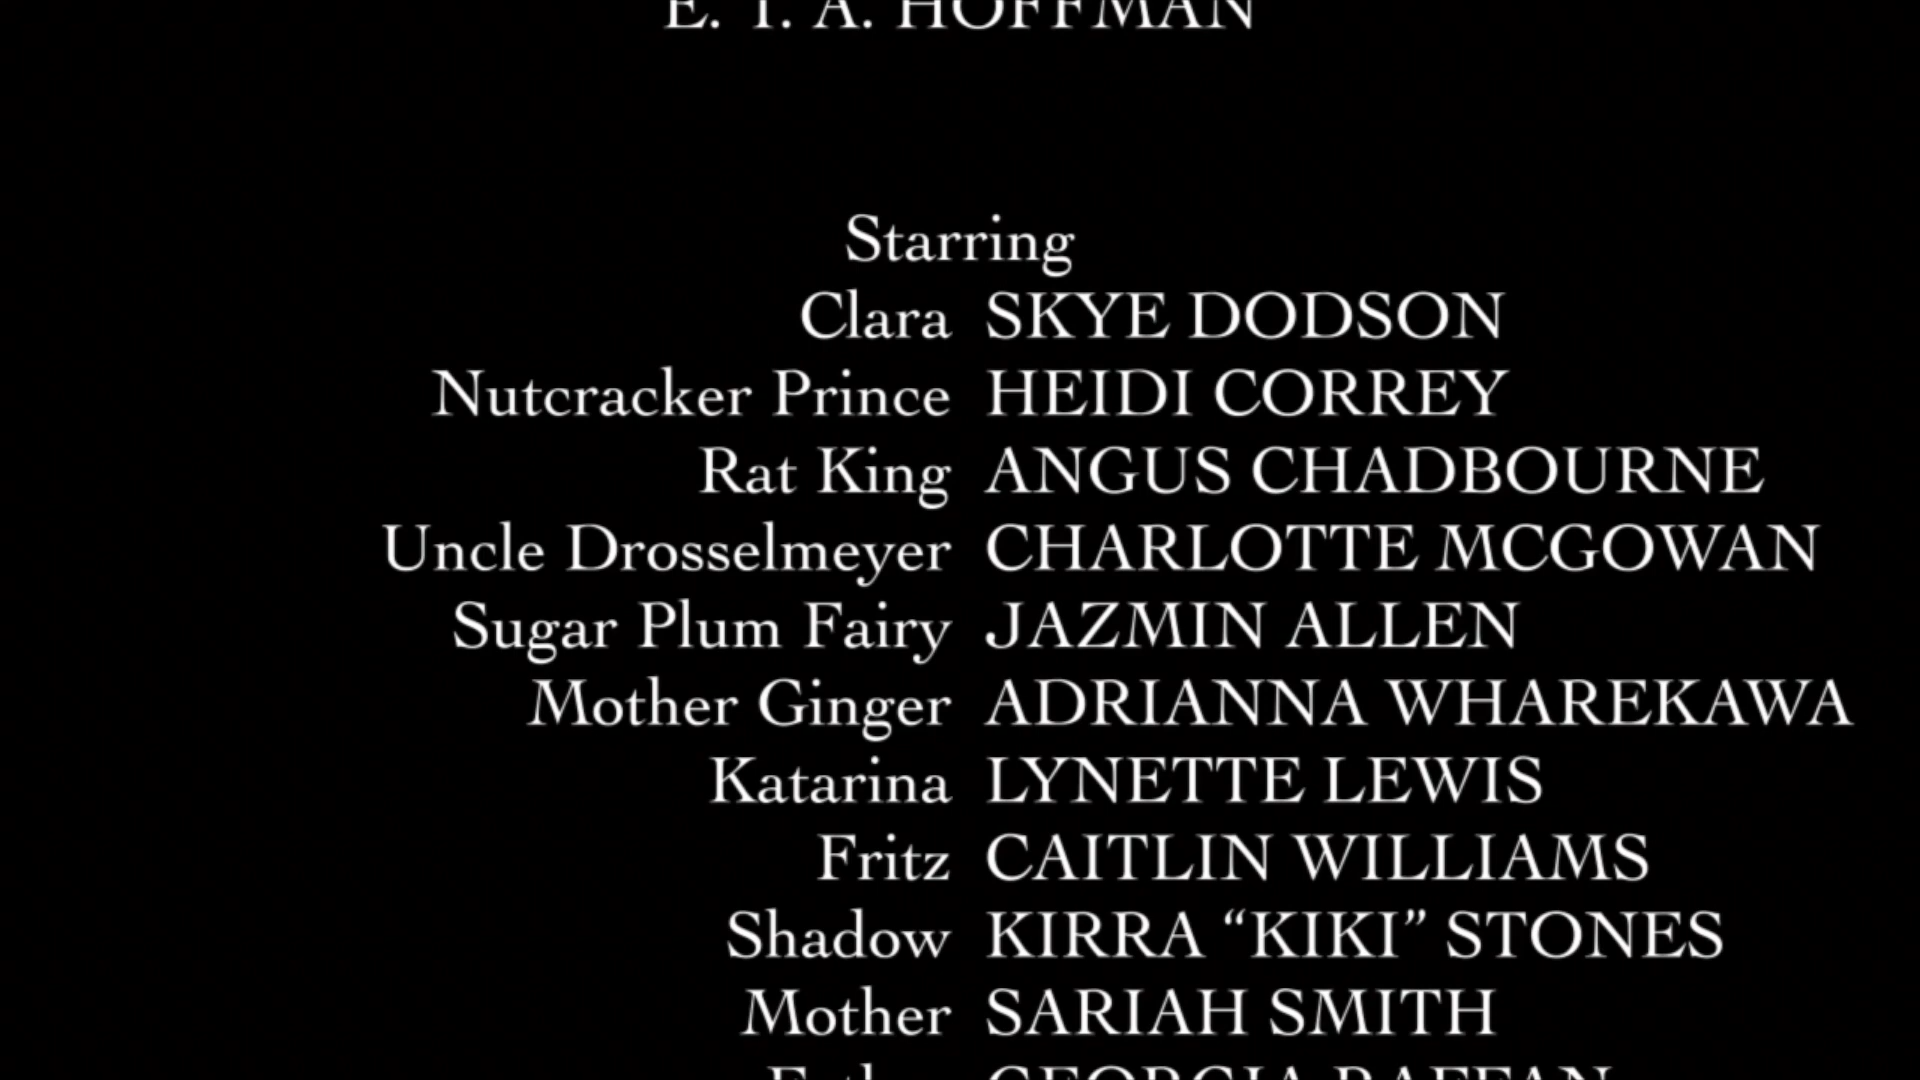 E. T. A. HOFFMAN
Starring
Clara SKYE DODSON
Nutcracker Prince HEIDI CORREY
Rat King ANGUS CHADBOURNE
Uncle Drosselmeyer CHARLOTTE MCGOWAN
Sugar Plum Fairy JAZMIN ALLEN
Mother Ginger ADRIANNA WHAREKAWA
Katarina LYNETTE LEWIS
Fritz CAITLIN WILLIAMS
Shadow KIRRA “KIKI” STONES
Mother SARIAH SMITH
GEORGIA